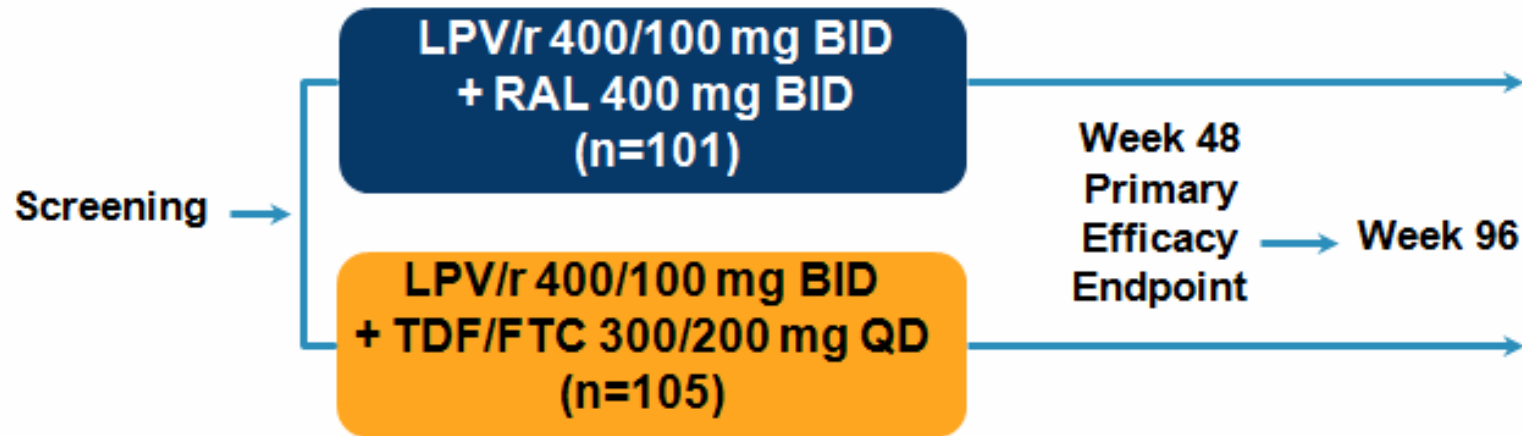 LPV/r 400/100 mg BID
+ RAL 400 mg BID
(n=101)
Screening
LPV/r 400/100 mg BID
+ TDF/FTC 300/200 mg QD
(n=105)
Week 48
Primary
Efficacy
Endpoint
Week 96